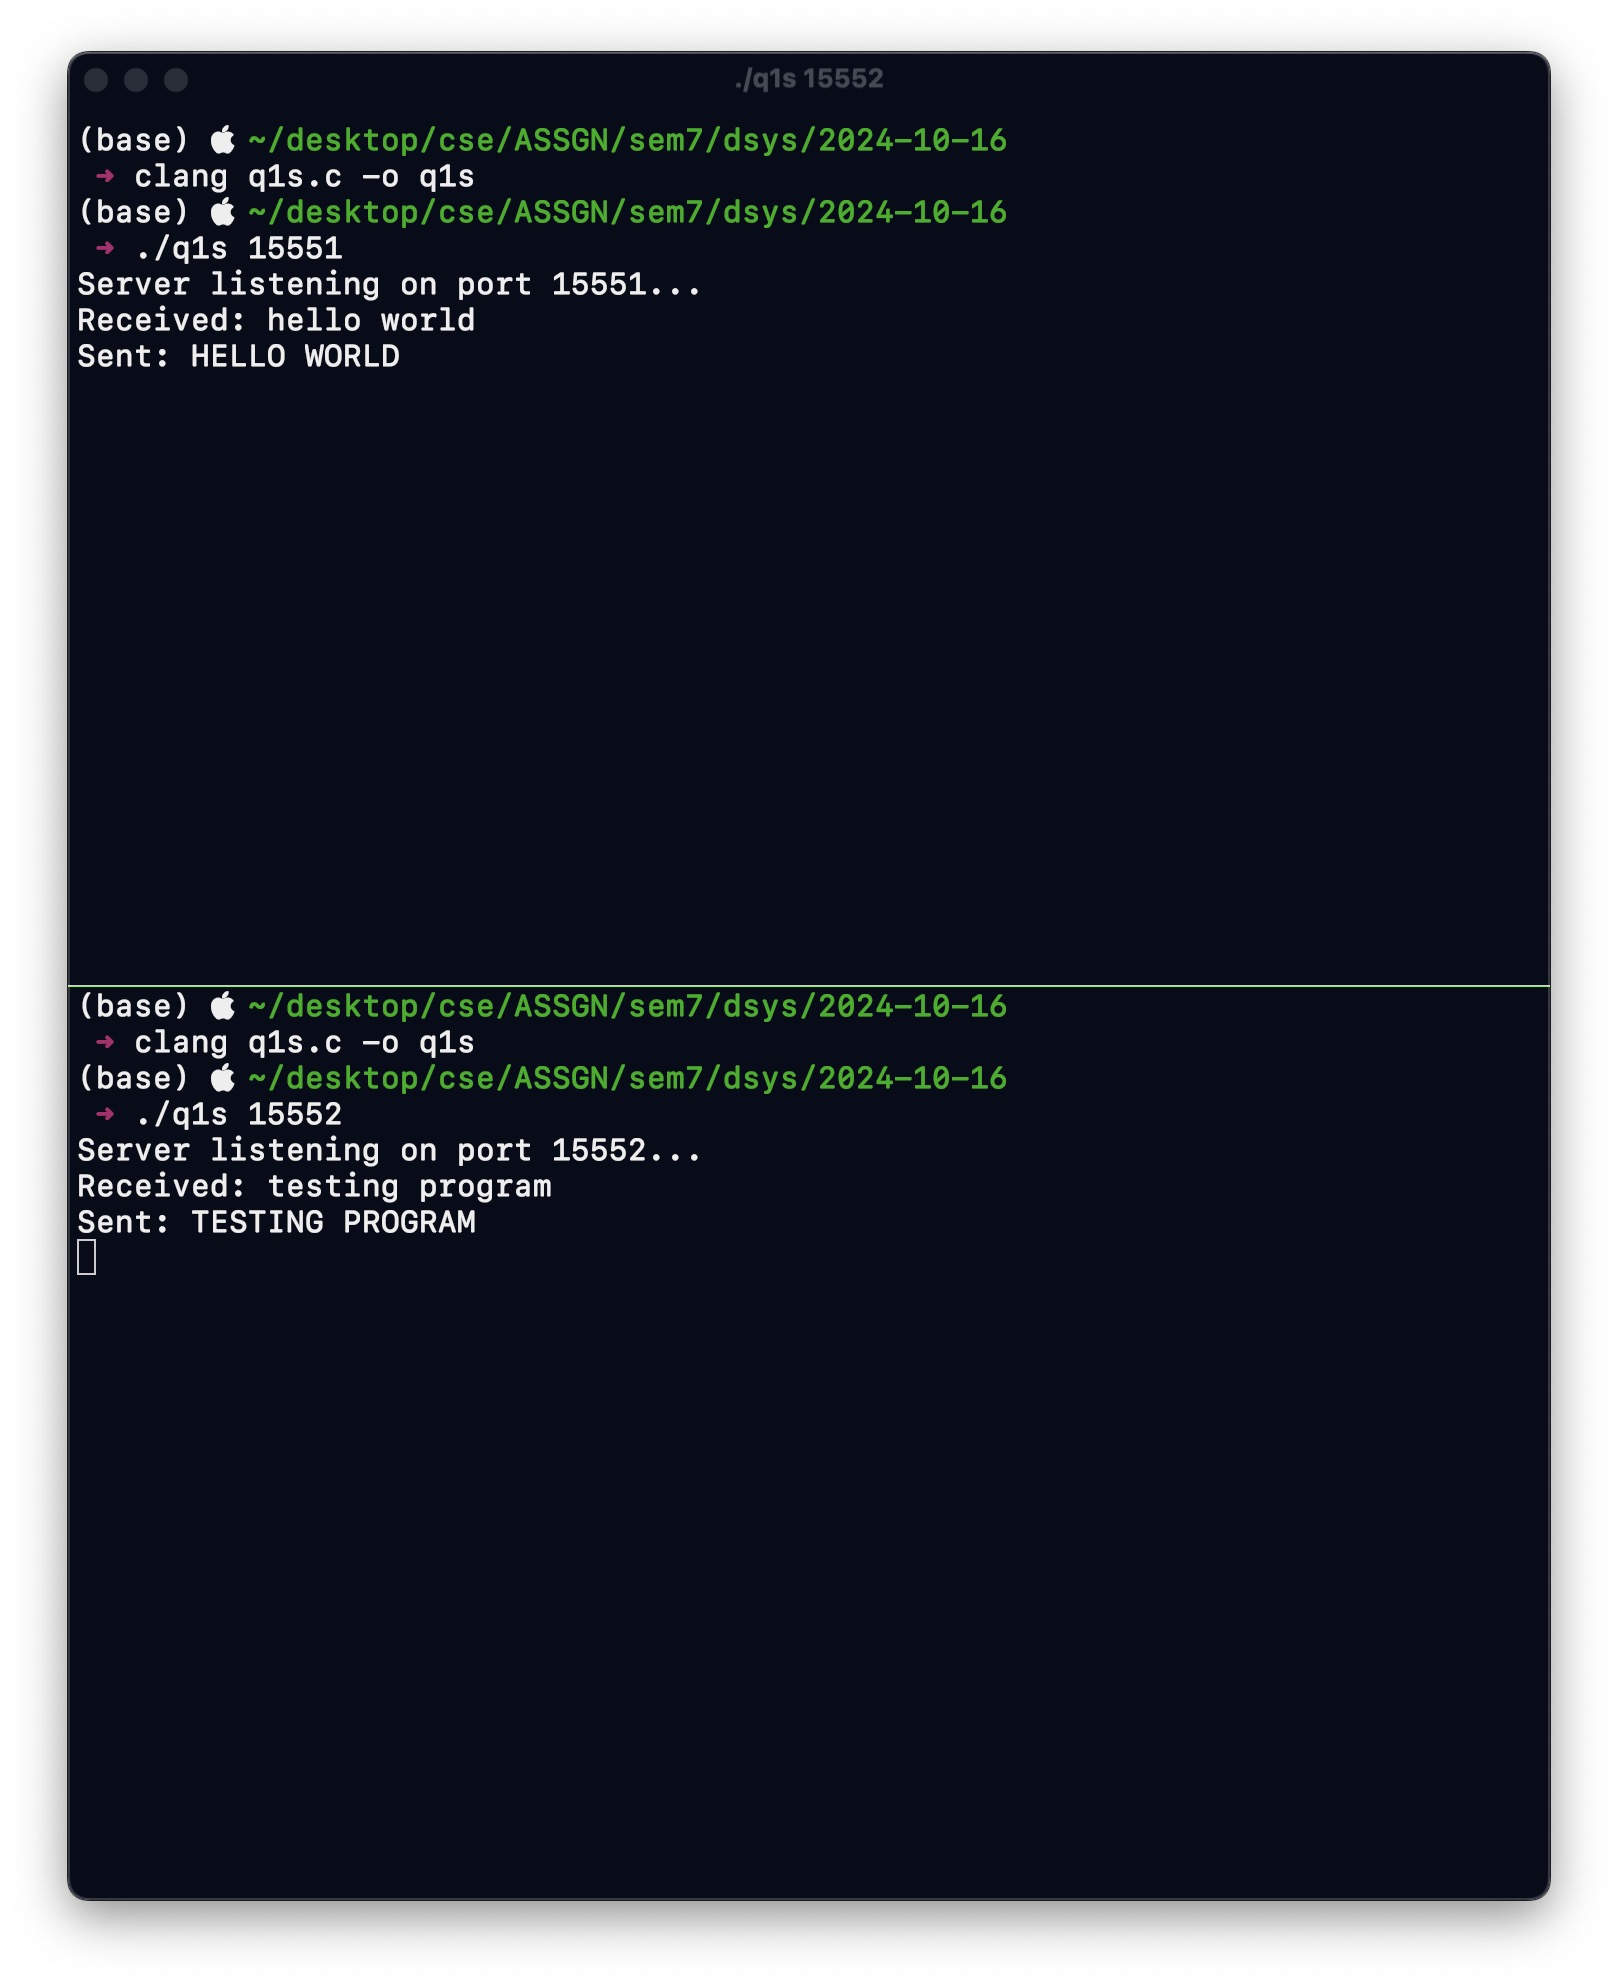 ./q1s 15552
(base)  ~/desktop/cse/ASSGN/sem7/dsys/2024-10-16
➜ clang q1s.c -o q1s
(base)  ~/desktop/cse/ASSGN/sem7/dsys/2024-10-16
➜ ./q1s 15551
Server listening on port 15551...
Received: hello world
Sent: HELLO WORLD
(base)  ~/desktop/cse/ASSGN/sem7/dsys/2024-10-16
➜ clang q1s.c -o q1s
(base)  ~/desktop/cse/ASSGN/sem7/dsys/2024-10-16
➜ ./q1s 15552
Server listening on port 15552...
Received: testing program
Sent: TESTING PROGRAM